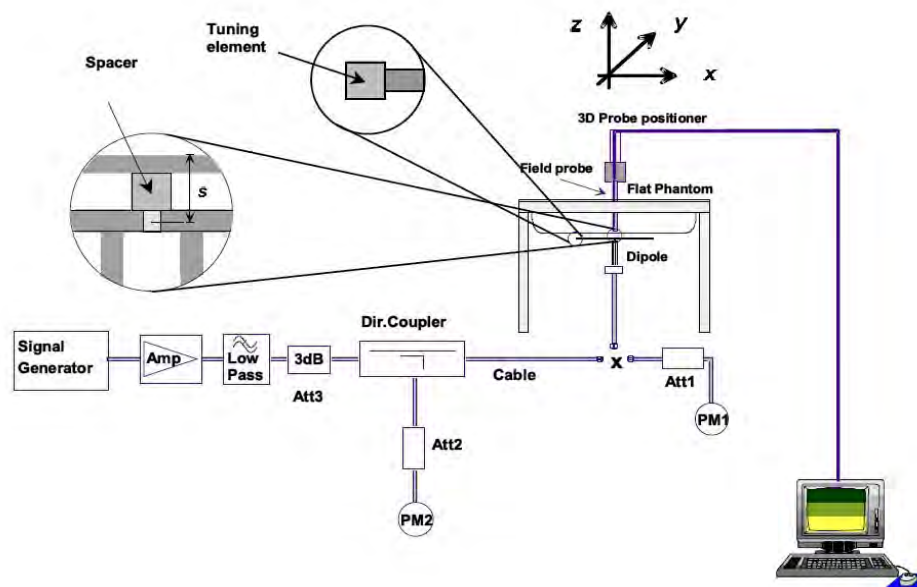 Tuning
element
Spacer
s
z
y
x
3D Probe positioner
Field probe
Flat Phantom
Dipole
Dir.Coupler
Signal
Generator
Amp
Low
Pass
3dB
Att3
Cable
x
Att1
PM1
Att2
PM2